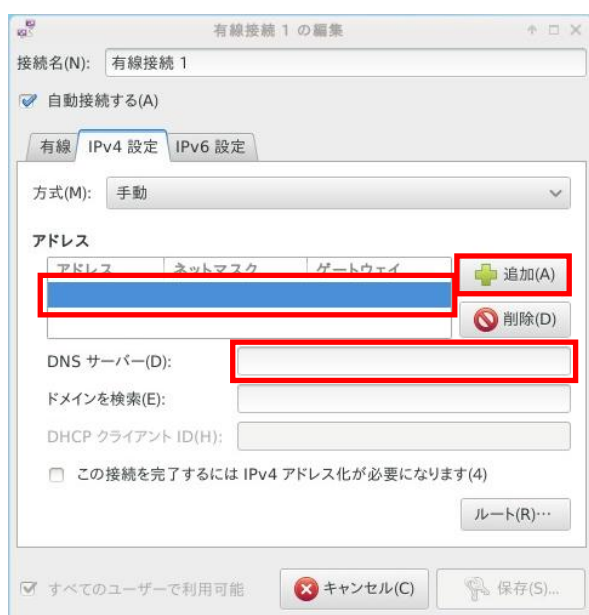 有線接続 1 の編集
接続名(N): 有線接続 1
自動接続する(A)
有線 IPv4 設定 IPv6 設定
方式(M): 手動
アドレス
アドレス ネットマスク ゲートウェイ 追加(A)
削除(D)
DNS サーバー(D):
ドメインを検索(E):
DHCP クライアント ID(H):
この接続を完了するには IPv4 アドレス化が必要になります(4)
ルート(R)…
すべてのユーザーで利用可能 キャンセル(C) 保存(S)...